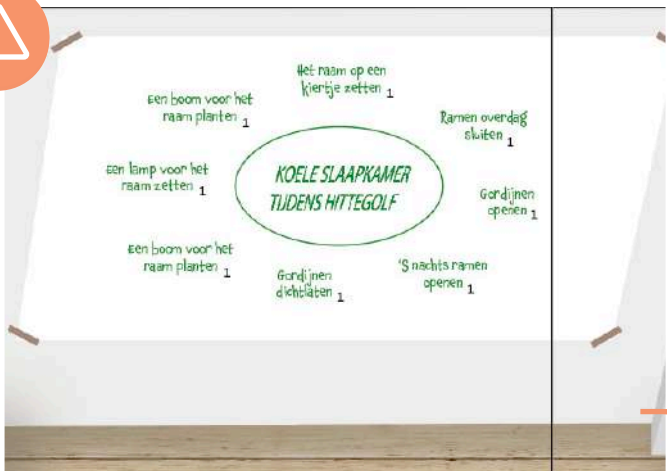 Het raam op een
kiertje zetten 1
Een boom voor het
raam planten 1
Ramen overdag
sluiten 1
Een lamp voor het
raam zetten 1
KOELE SLAAPKAMER
TIJDENS HITTEGOLF
Gordijnen
openen 1
Een boom voor het
raam planten 1
Gordijnen
dichtlaten 1
'S nachts ramen
openen 1